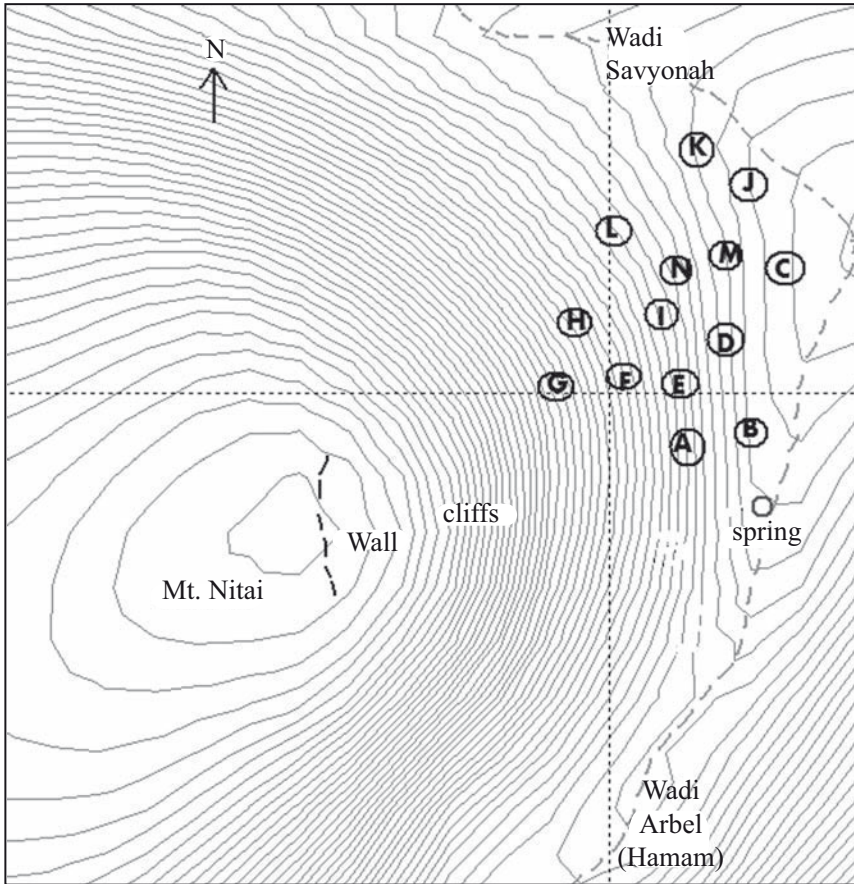 N
Wadi
Savyonah
K
J
L
M
N
C
I
H
D
F
E
G
B
A
cliffs
spring
Wall
Mt. Nitai
Wadi
Arbel
(Hamam)